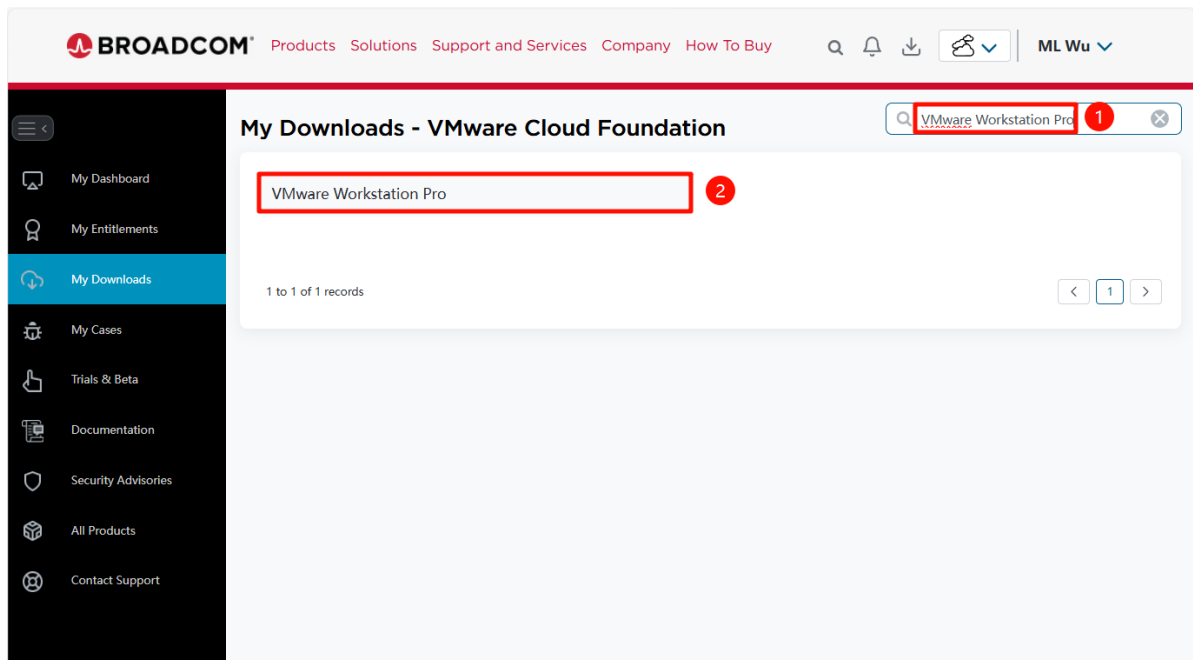 BROADCOM® Products Solutions Support and Services Company How To Buy ML Wu
My Downloads - VMware Cloud Foundation
VMware Workstation Pro 1
VMware Workstation Pro 2
1 to 1 of 1 records
1
My Dashboard
My Entitlements
My Downloads
My Cases
Trials & Beta
Documentation
Security Advisories
All Products
Contact Support